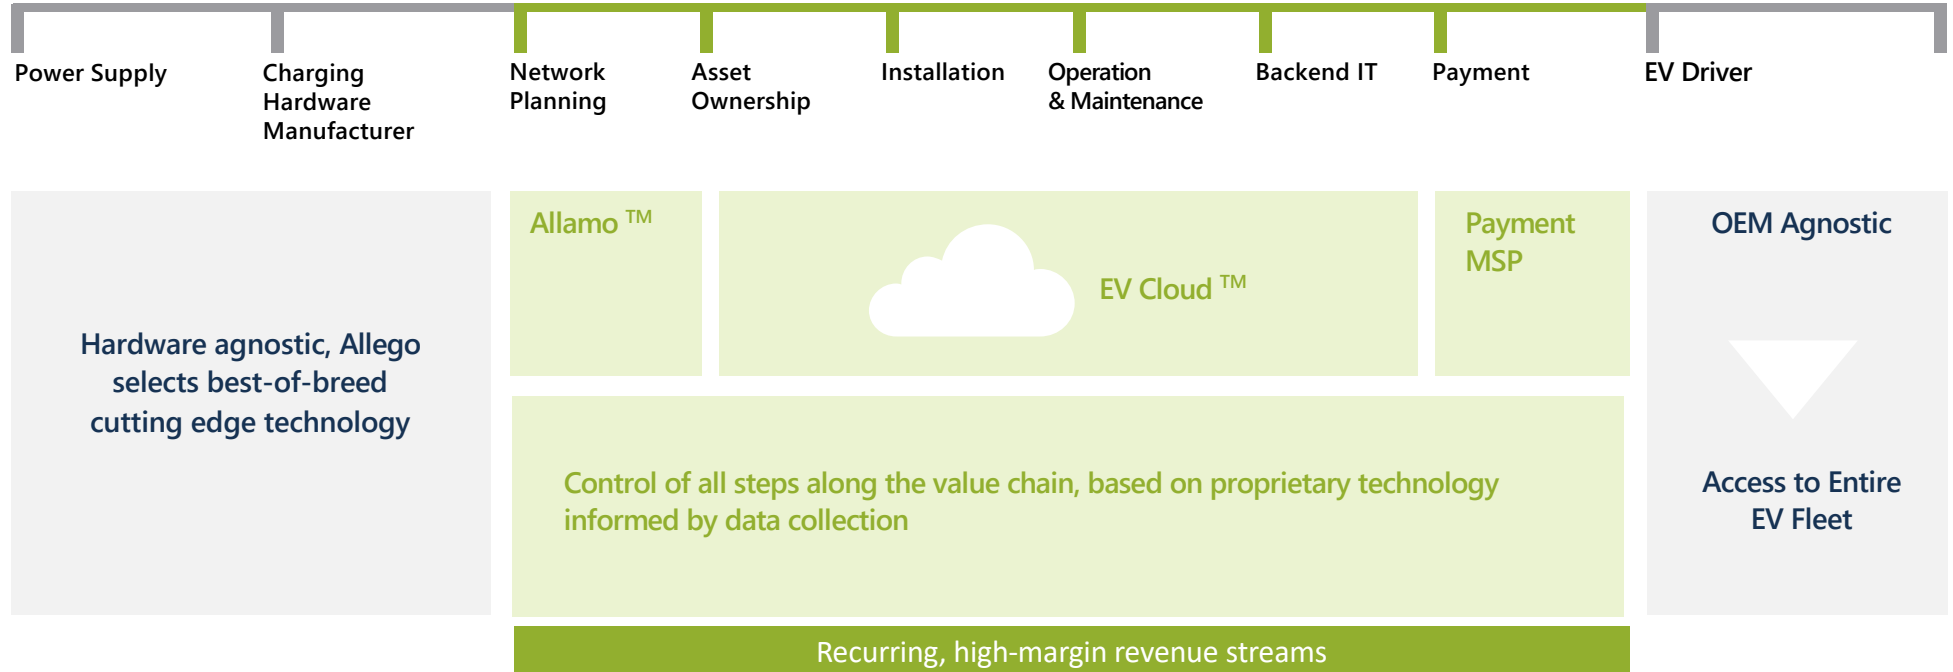 Power Supply
Charging
Hardware
Manufacturer
Network
Planning
Asset
Ownership
Installation
Operation
& Maintenance
Backend IT
Payment
EV Driver
Hardware agnostic, Allego
selects best-of-breed
cutting edge technology
Allamo ™
EV Cloud ™
Payment
MSP
OEM Agnostic
Control of all steps along the value chain, based on proprietary technology
informed by data collection
Access to Entire
EV Fleet
Recurring, high-margin revenue streams